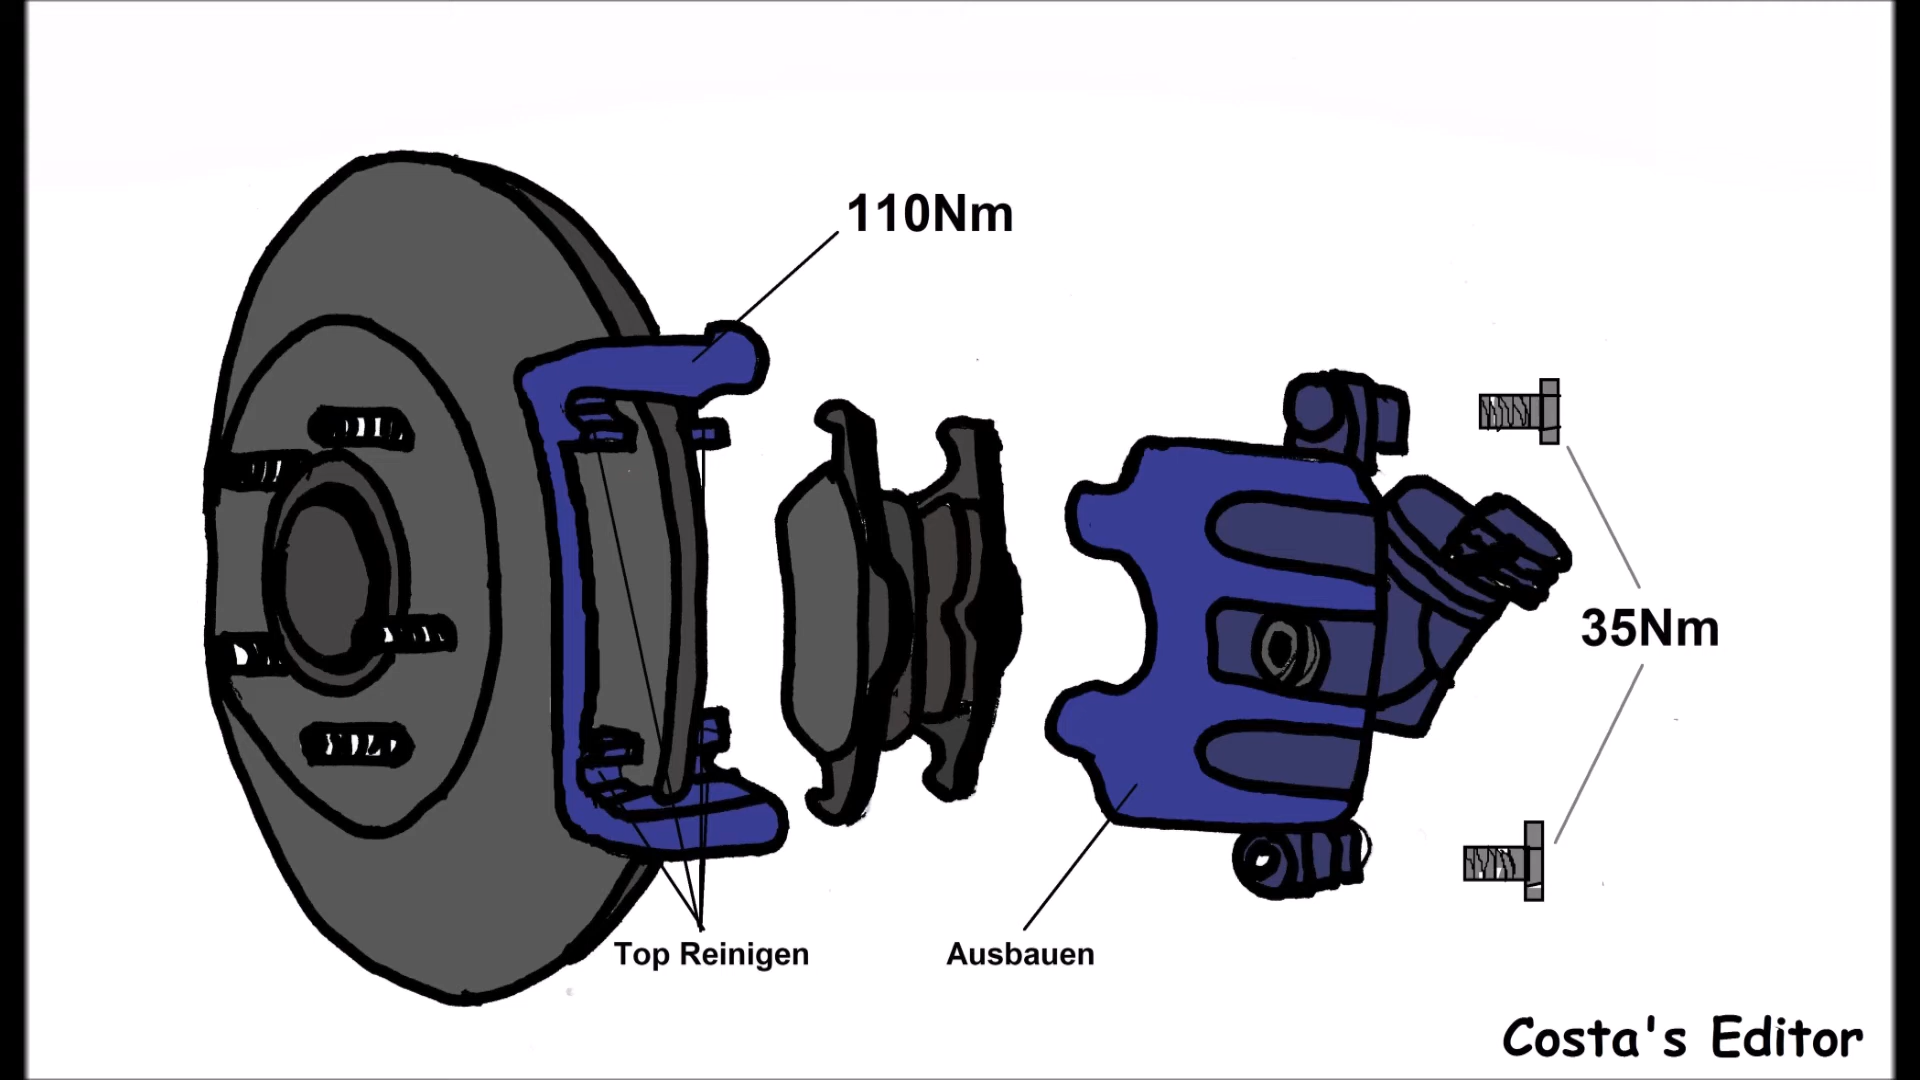 110Nm
35Nm
Top Reinigen
Ausbauen
Costa's Editor